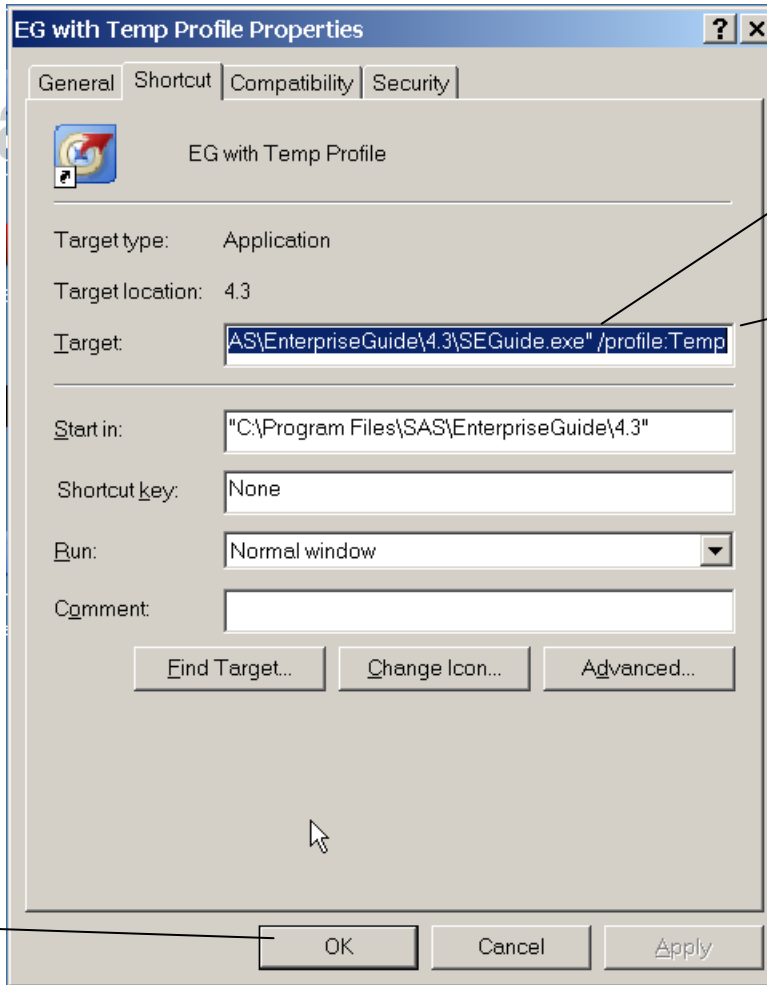 EG with Temp Profile Properties
General Shortcut Compatibility Security
EG with Temp Profile
Target type: Application
Target location: 4.3
Target: AS\EnterpriseGuide\4.3\SEGuide.exe" /profile:Temp
Start in: "C:\Program Files\SAS\EnterpriseGuide\4.3"
Shortcut key: None
Run: Normal window
Comment:
Find Target... Change Icon... Advanced...
OK Cancel Apply